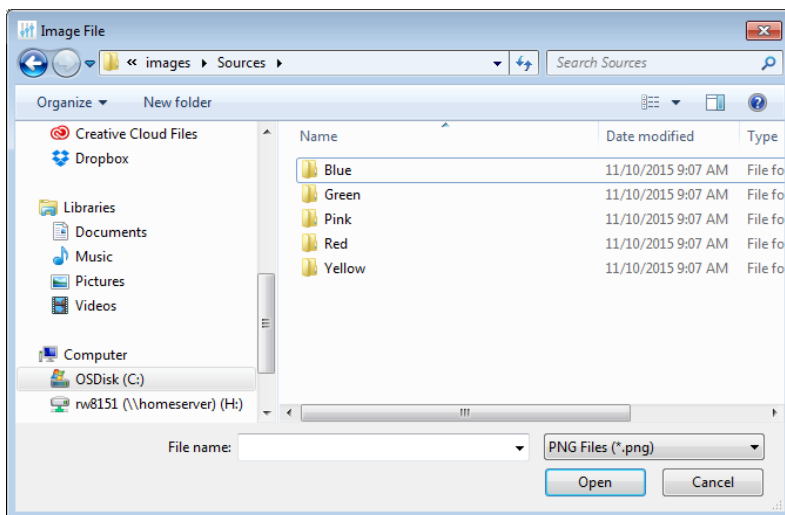 Image File
« images Sources
Search Sources
Organize
New folder
Creative Cloud Files
Dropbox
Libraries
Documents
Music
Pictures
Videos
Computer
OSDisk (C:)
rw8151 (\\homeserver) (H:)
Name Date modified Type
Blue 11/10/2015 9:07 AM File fo
Green 11/10/2015 9:07 AM File fo
Pink 11/10/2015 9:07 AM File fo
Red 11/10/2015 9:07 AM File fo
Yellow 11/10/2015 9:07 AM File fo
File name:
PNG Files (*.png)
Open
Cancel